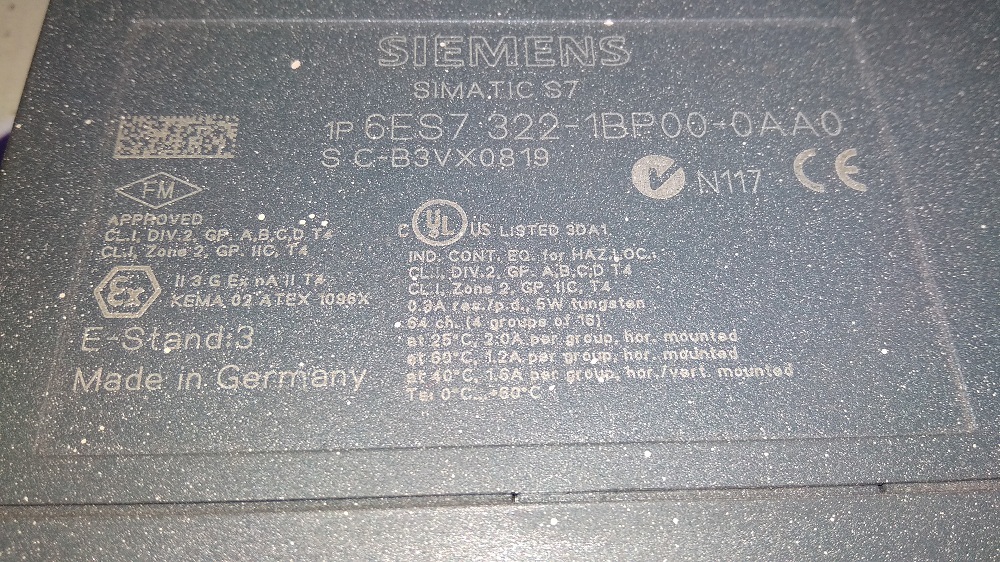 SIEMENS
SIMATIC S7
1P 6ES7 322-1BP00-0AA0
S C-B3VX0819
N117 CE
FM
APPROVED
CL.I, DIV.2, GP. A,B,C,D T4
CL.I, Zone 2, GP. IIC, T4
Ex
II 3 G Ex nA II T4
KEMA 02 ATEX 1096X
E-Stand:3
Made in Germany
C UL US LISTED 3DA1
IND. CONT. EQ. for HAZ.LOC.:
CL.I, DIV.2, GP. A,B,C,D T4
CL.I, Zone 2, GP. IIC, T4
0.3A res./p.d., 5W tungsten
64 ch. (4 groups of 16)
at 25°C, 2.0A per group, hor. mounted
at 60°C, 1.2A per group, hor. mounted
at 40°C, 1.6A per group, hor./vert. mounted
0°C...+60°C